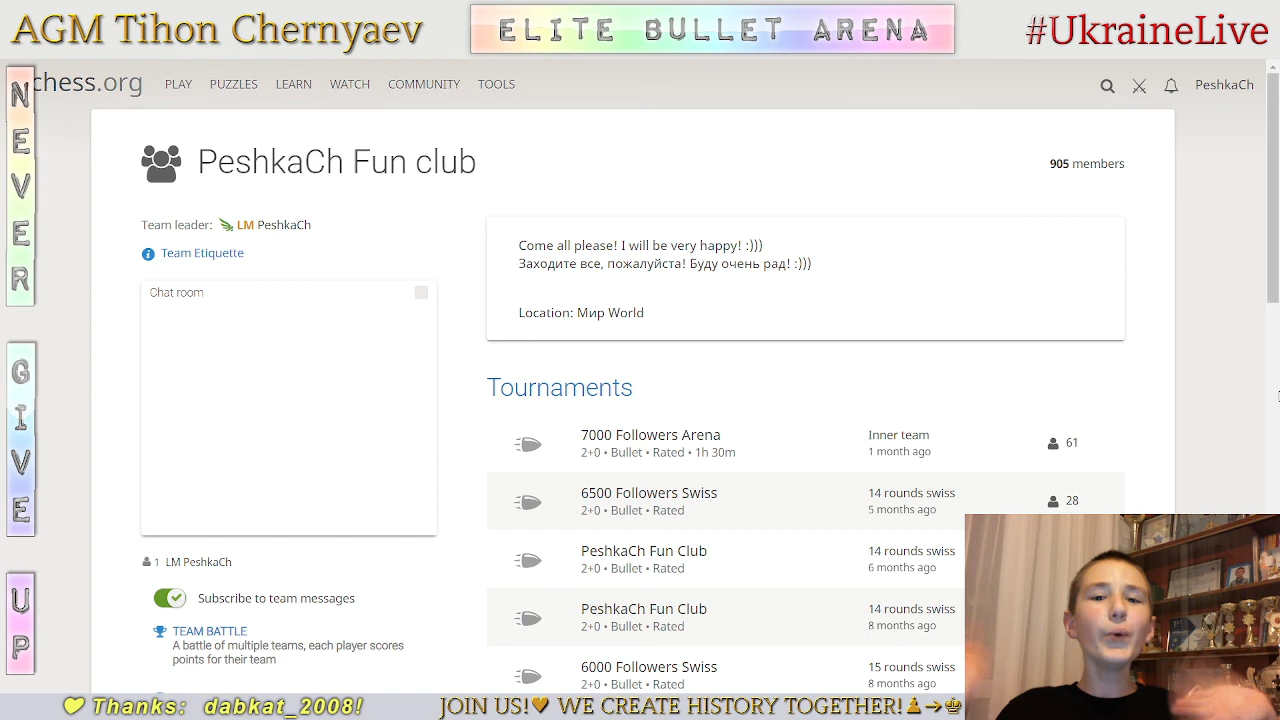 AGM Tihon Chernyaev
ELITE BULLET ARENA
#UkraineLive
NEVER
GIVE
UP
chess.org
PLAY
PUZZLES
LEARN
WATCH
COMMUNITY
TOOLS
PeshkaCh
PeshkaCh Fun club
905 members
Team leader: LM PeshkaCh
Team Etiquette
Chat room
1 LM PeshkaCh
Subscribe to team messages
TEAM BATTLE
A battle of multiple teams, each player scores
points for their team
Come all please! I will be very happy! :)))
Заходите все, пожалуйста! Буду очень рад! :)))
Location: Мир World
Tournaments
7000 Followers Arena
2+0 • Bullet • Rated • 1h 30m
Inner team
1 month ago
61
6500 Followers Swiss
2+0 • Bullet • Rated
14 rounds swiss
5 months ago
28
PeshkaCh Fun Club
2+0 • Bullet • Rated
14 rounds swiss
6 months ago
PeshkaCh Fun Club
2+0 • Bullet • Rated
14 rounds swiss
8 months ago
6000 Followers Swiss
2+0 • Bullet • Rated
15 rounds swiss
8 months ago
💛 Thanks: dabkat_2008!
JOIN US!♥ WE CREATE HISTORY TOGETHER!♟→♚